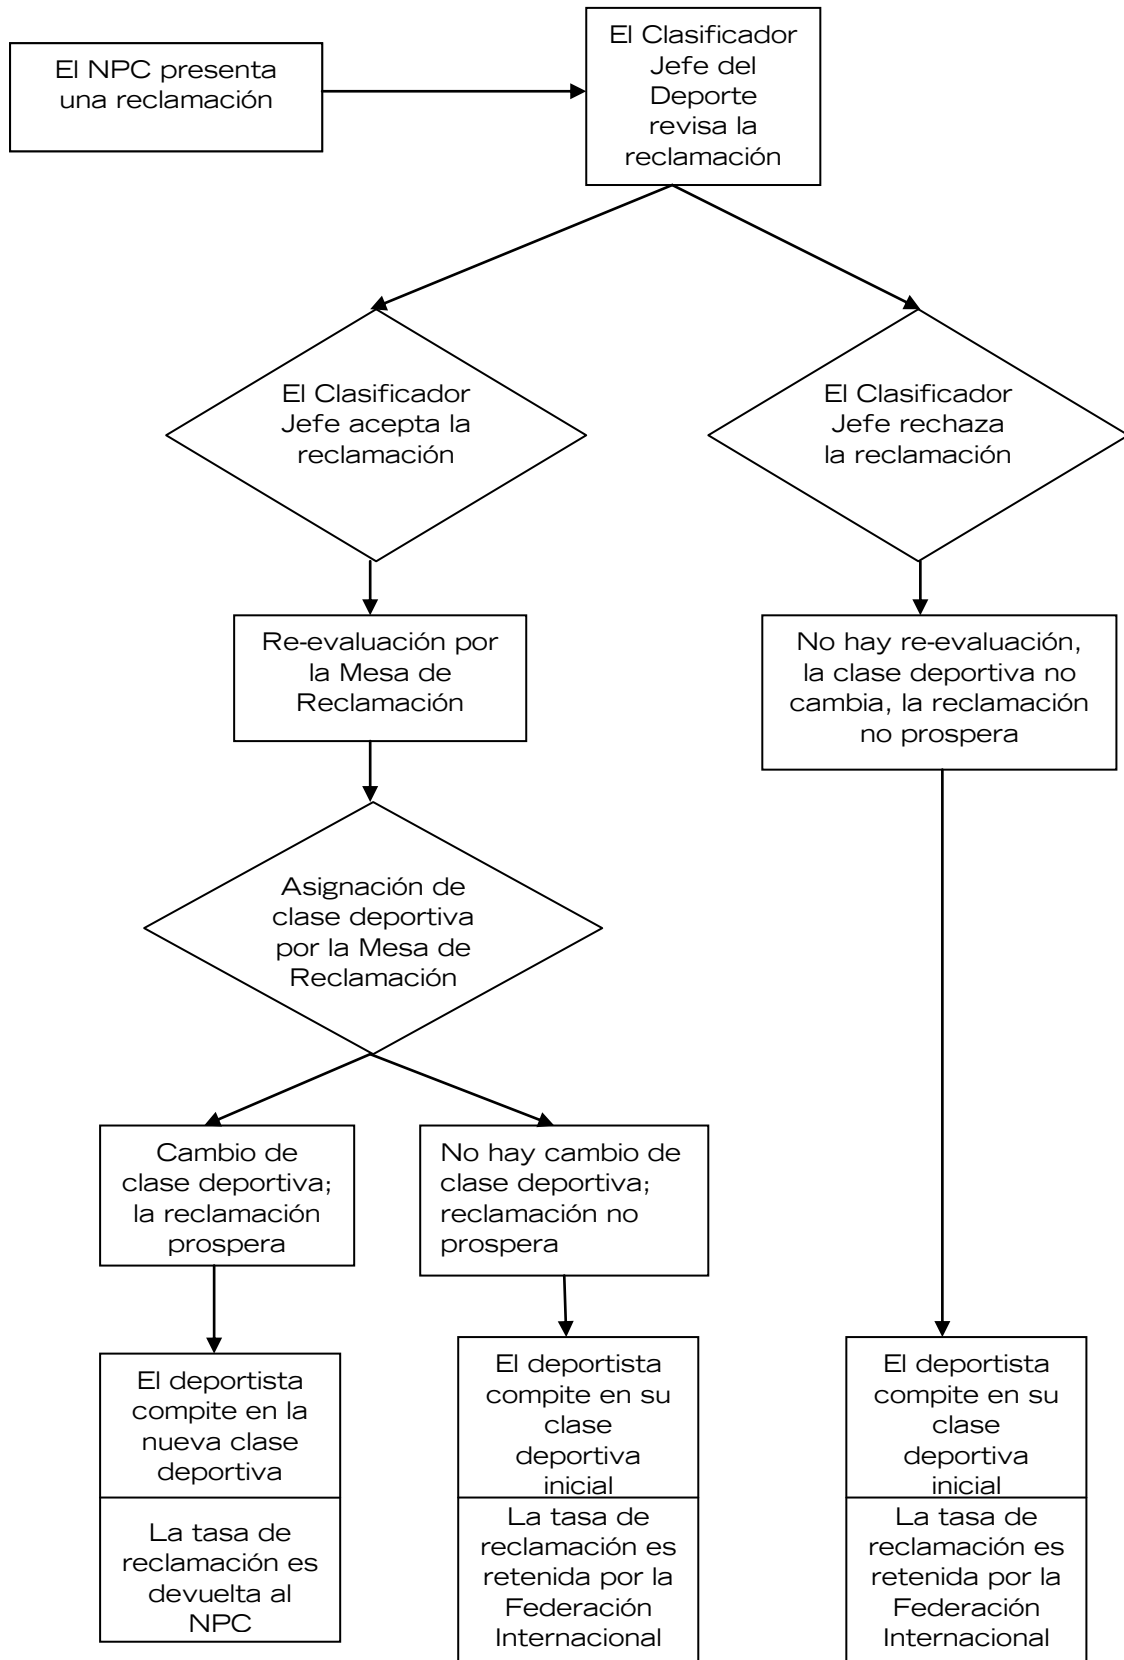 El NPC presenta
una reclamación
El Clasificador
Jefe del
Deporte
revisa la
reclamación
El Clasificador
Jefe acepta la
reclamación
El Clasificador
Jefe rechaza
la reclamación
Re-evaluación por
la Mesa de
Reclamación
No hay re-evaluación,
la clase deportiva no
cambia, la reclamación
no prospera
Asignación de
clase deportiva
por la Mesa de
Reclamación
Cambio de
clase deportiva;
la reclamación
prospera
No hay cambio de
clase deportiva;
reclamación no
prospera
El deportista
compite en la
nueva clase
deportiva
La tasa de
reclamación es
devuelta al
NPC
El deportista
compite en su
clase
deportiva
inicial
La tasa de
reclamación es
retenida por la
Federación
Internacional
El deportista
compite en su
clase
deportiva
inicial
La tasa de
reclamación es
retenida por la
Federación
Internacional